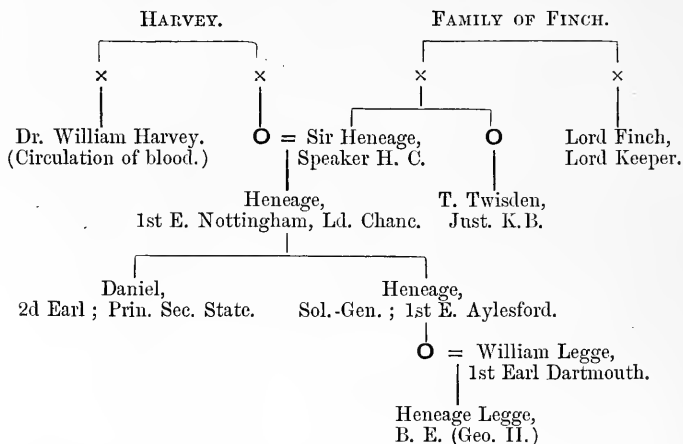 HARVEY. FAMILY OF FINCH.
× × × ×
Dr. William Harvey. O = Sir Heneage, O Lord Finch,
(Circulation of blood.) Speaker H. C. Lord Keeper.
Heneage, T. Twisden,
1st E. Nottingham, Ld. Chanc. Just. K.B.
Daniel, Heneage,
2d Earl ; Prin. Sec. State. Sol.-Gen. ; 1st E. Aylesford.
O = William Legge,
1st Earl Dartmouth.
Heneage Legge,
B. E. (Geo. II.)